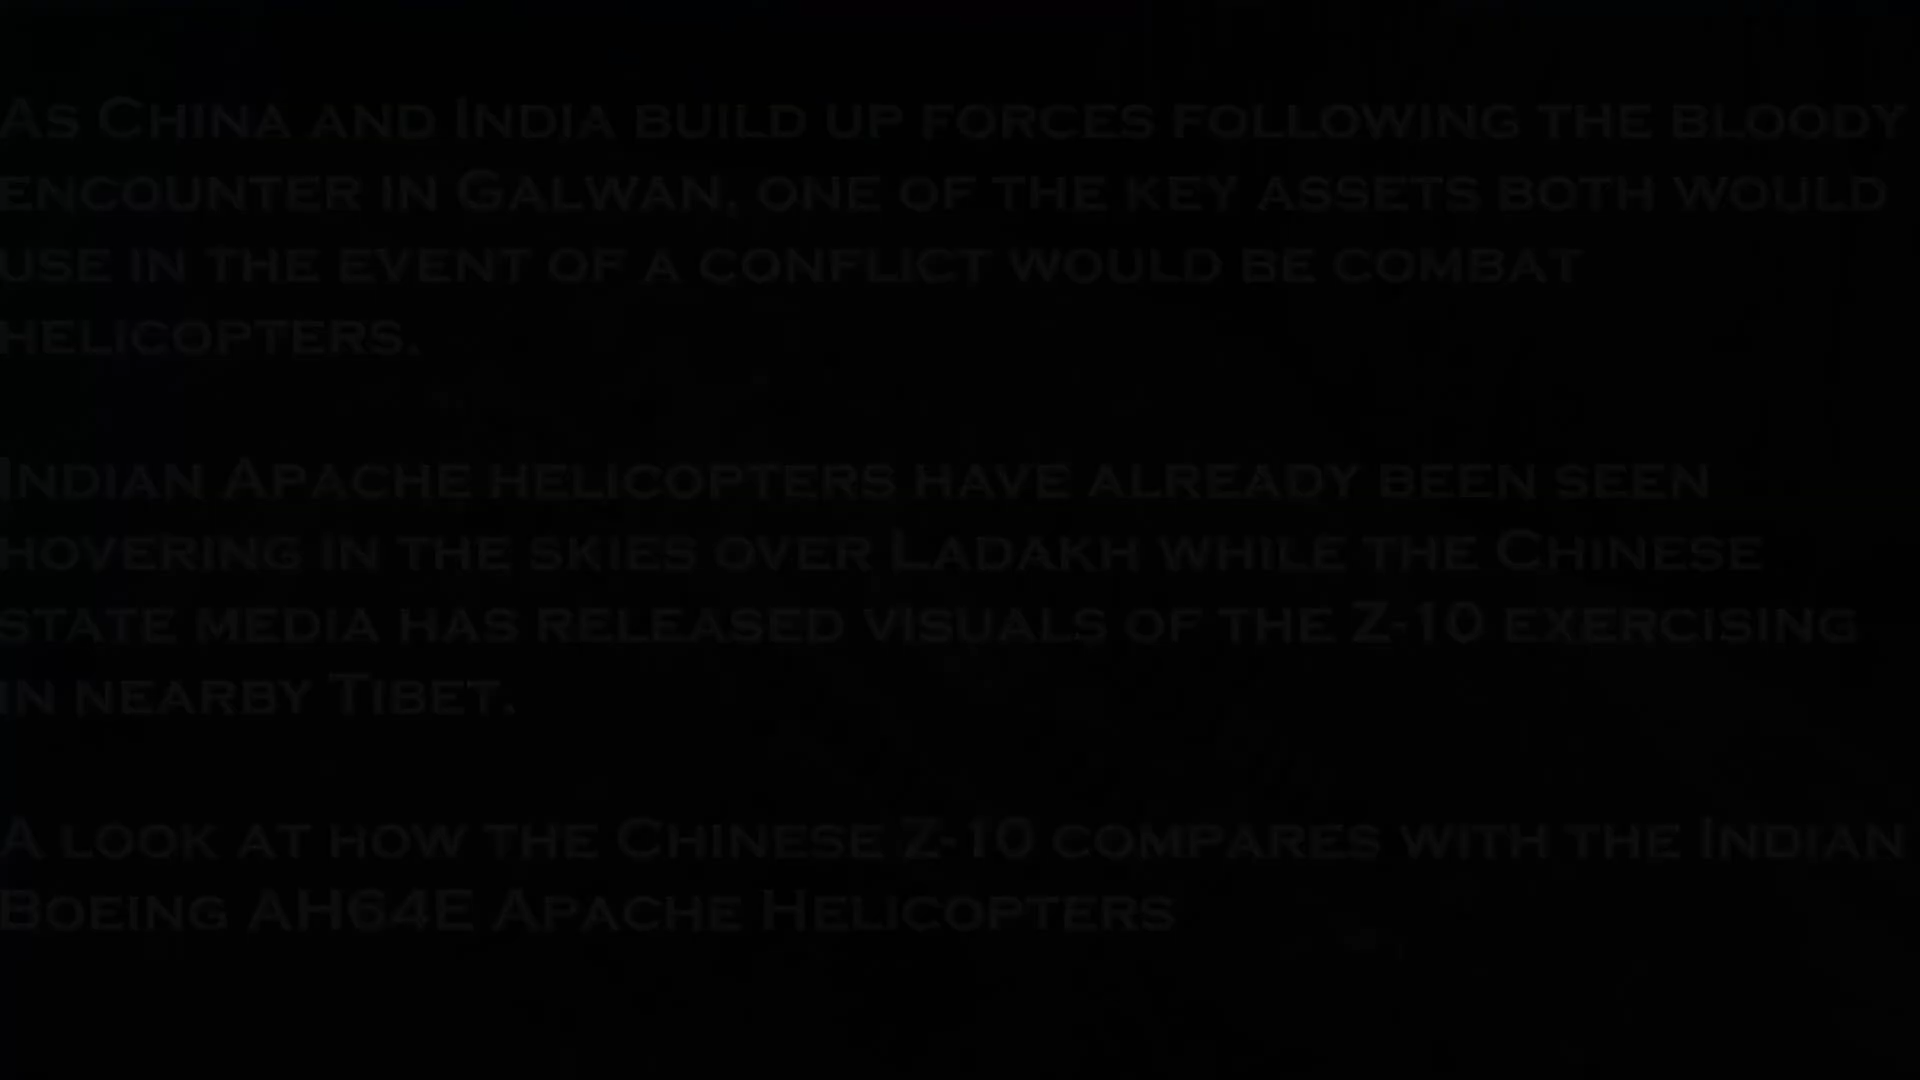 As China and India build up forces following the bloody
encounter in Galwan, one of the key assets both would
use in the event of a conflict would be combat
helicopters.
Indian Apache helicopters have already been seen
hovering in the skies over Ladakh while the Chinese
state media has released visuals of the Z-10 exercising
in nearby Tibet.
A look at how the Chinese Z-10 compares with the Indian
Boeing AH64E Apache Helicopters